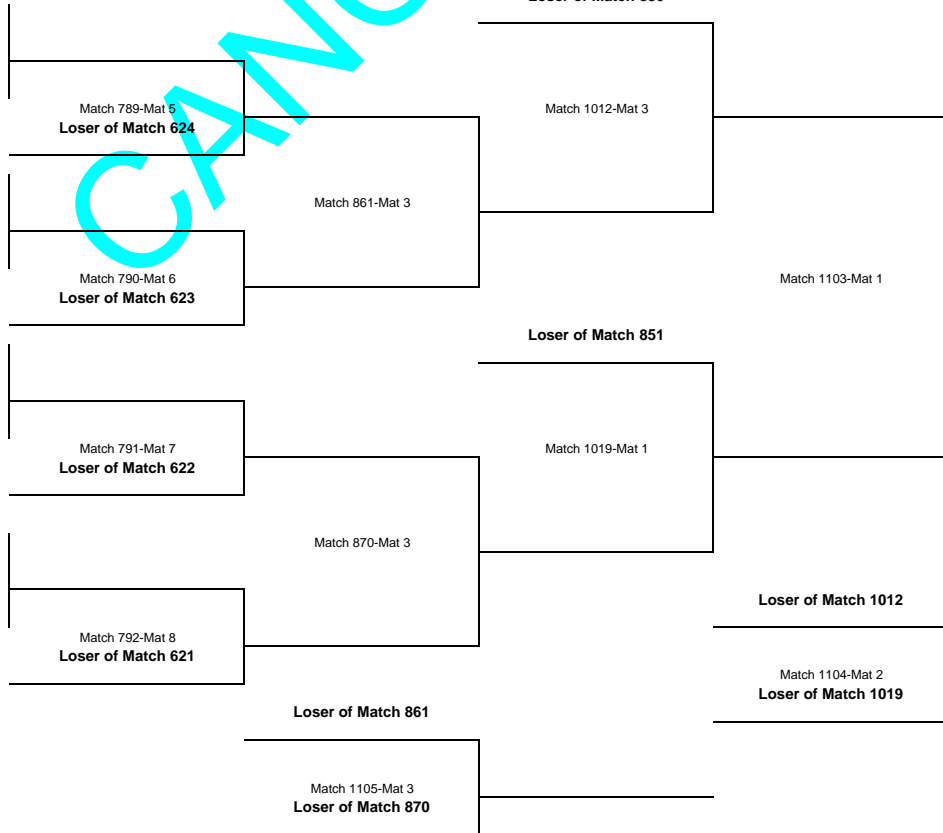 Match 1012-Mat 3
Match 789-Mat 5
Loser of Match 624
Match 861-Mat 3
Match 790-Mat 6
Loser of Match 623
Match 1103-Mat 1
Loser of Match 851
Match 791-Mat 7
Loser of Match 622
Match 1019-Mat 1
Match 870-Mat 3
Loser of Match 1012
Match 792-Mat 8
Loser of Match 621
Match 1104-Mat 2
Loser of Match 1019
Loser of Match 861
Match 1105-Mat 3
Loser of Match 870